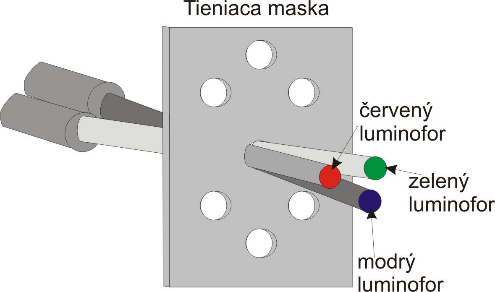 Tieniaca maska
červený
luminofor
zelený
luminofor
modrý
luminofor